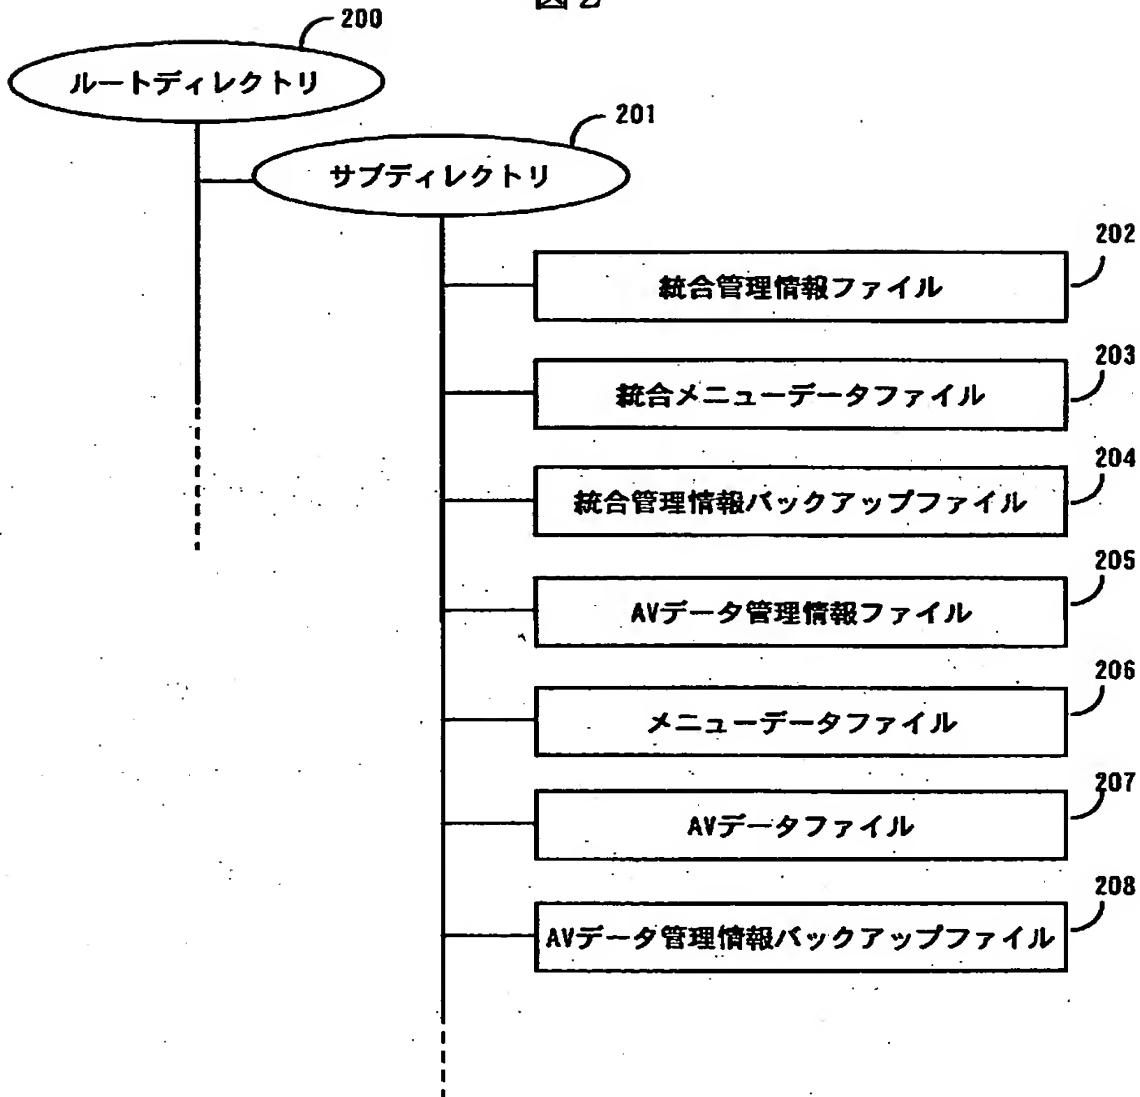 図2
200
ルートディレクトリ
201
サブディレクトリ
202
統合管理情報ファイル
203
統合メニューデータファイル
204
統合管理情報バックアップファイル
205
AVデータ管理情報ファイル
206
メニューデータファイル
207
AVデータファイル
208
AVデータ管理情報バックアップファイル